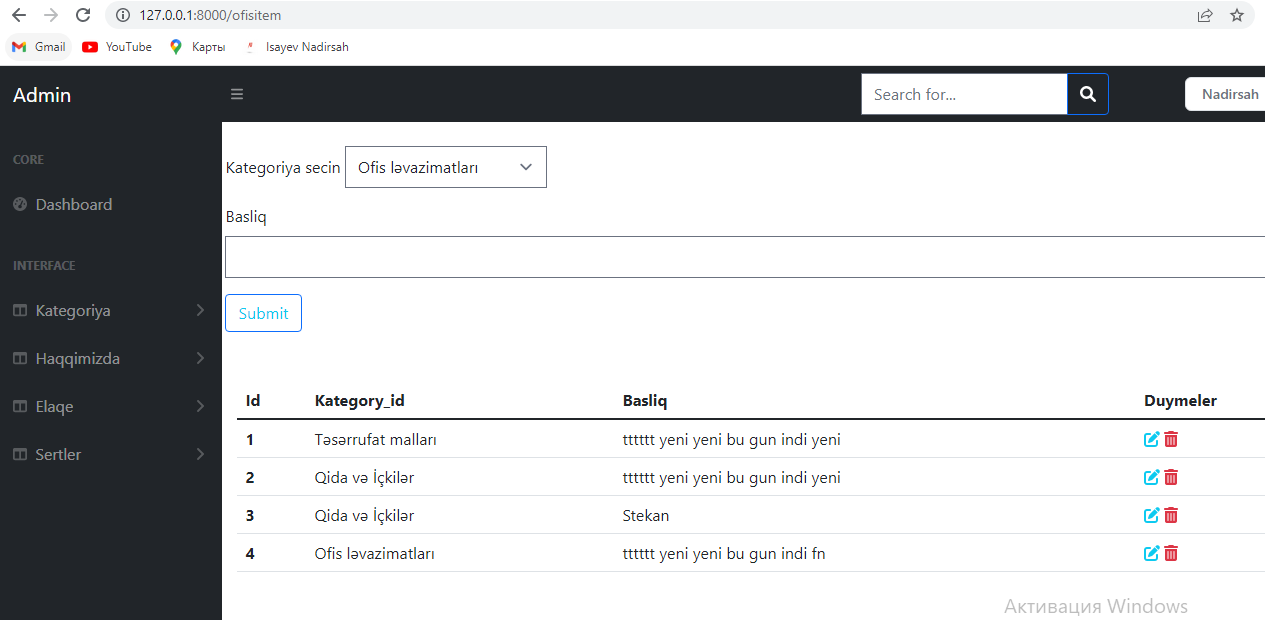 127.0.0.1:8000/ofisitem
Gmail YouTube Карты Isayev Nadirsah
Admin Search for... Nadirsah
CORE
Dashboard
INTERFACE
Kategoriya
Haqqimizda
Elaqe
Sertler
Kategoriya secin Ofis ləvazimatları
Basliq
Submit
Id Kategory_id Basliq Duymeler
1 Təsərrufat malları tttttt yeni yeni bu gun indi yeni
2 Qida və İçkilər tttttt yeni yeni bu gun indi yeni
3 Qida və İçkilər Stekan
4 Ofis ləvazimatları tttttt yeni yeni bu gun indi fn
Активация Windows